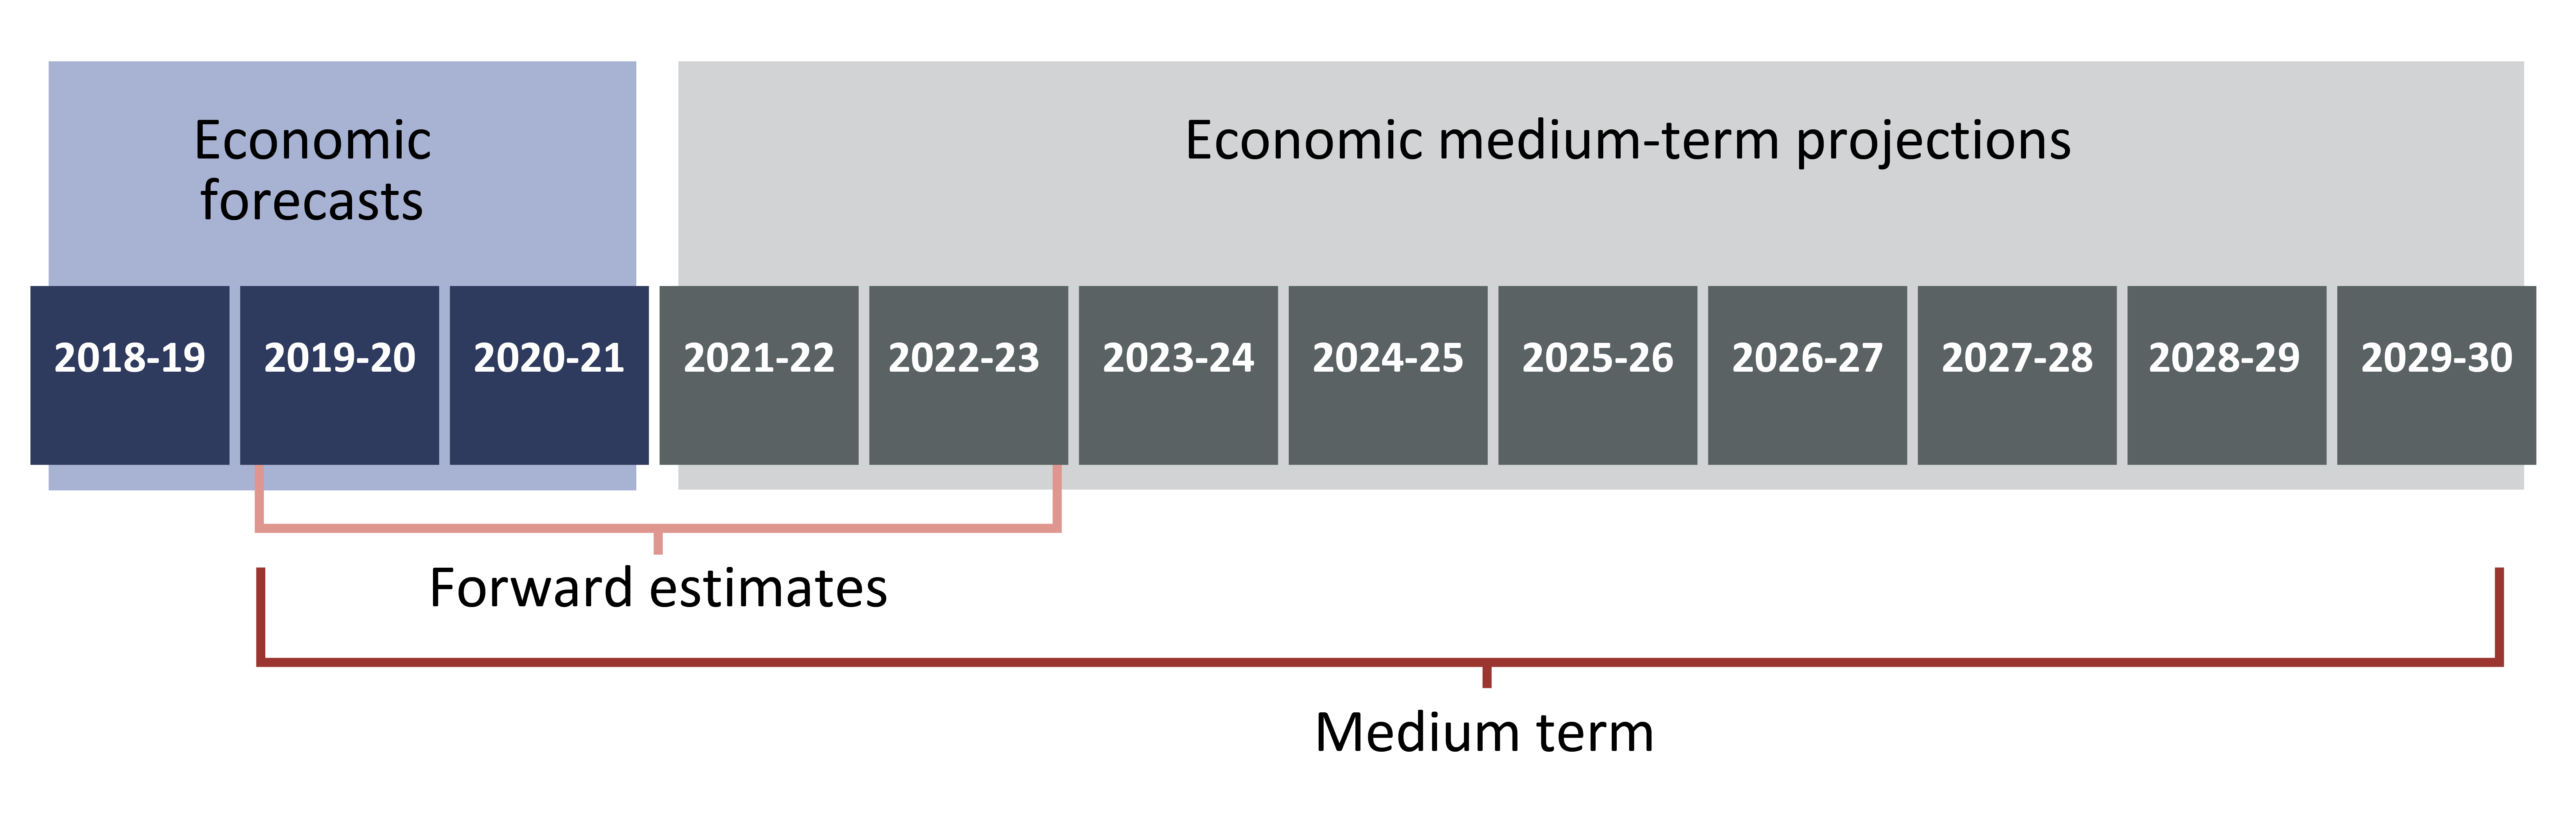 Economic
forecasts
Economic medium-term projections
2018-19
2019-20
2020-21
2021-22
2022-23
2023-24
2024-25
2025-26
2026-27
2027-28
2028-29
2029-30
Forward estimates
Medium term